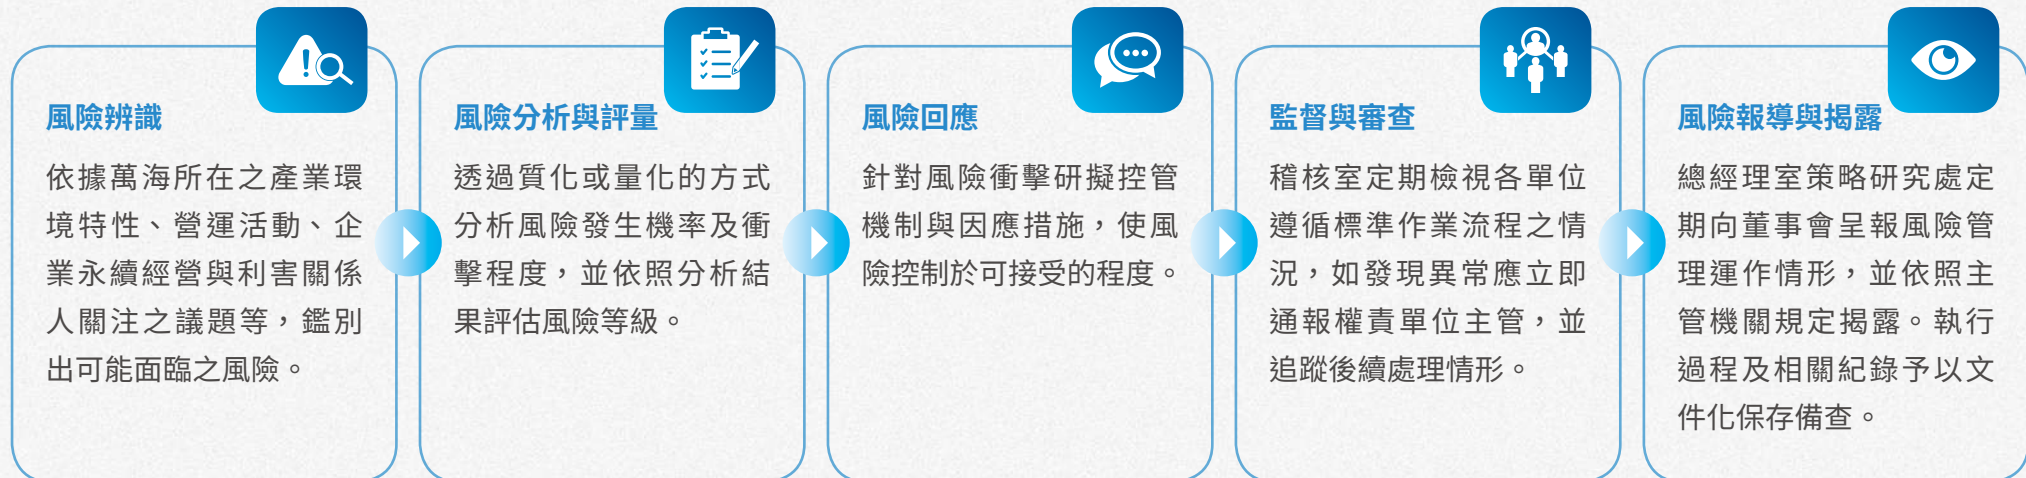 風險辨識
依據萬海所在之產業環
境特性、營運活動、企
業永續經營與利害關係
人關注之議題等，鑑別
出可能面臨之風險。
風險分析與評量
透過質化或量化的方式
分析風險發生機率及衝
擊程度，並依照分析結
果評估風險等級。
風險回應
針對風險衝擊研擬控管
機制與因應措施，使風
險控制於可接受的程度。
監督與審查
稽核室定期檢視各單位
遵循標準作業流程之情
況，如發現異常應立即
通報權責單位主管，並
追蹤後續處理情形。
風險報導與揭露
總經理室策略研究處定
期向董事會呈報風險管
理運作情形，並依照主
管機關規定揭露。執行
過程及相關紀錄予以文
件化保存備查。